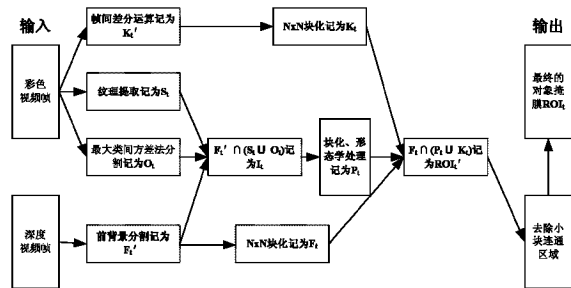 输入
输出
帧间差分运算记为
Kₜ'
NxN块化记为Kₜ
彩色
视频帧
纹理提取记为Sₜ
最大类间方差法分
割记为Oₜ
Fₜ'∩(Sₜ∪Oₜ)记
为Iₜ
块化、形
态学处理
记为Pₜ
Fₜ∩(Pₜ∪Kₜ)记
为ROIₜ'
最终的
对象掩
膜ROIₜ
深度
视频帧
前背景分割记为
Fₜ'
NxN块化记为Fₜ
去除小
块连通
区域